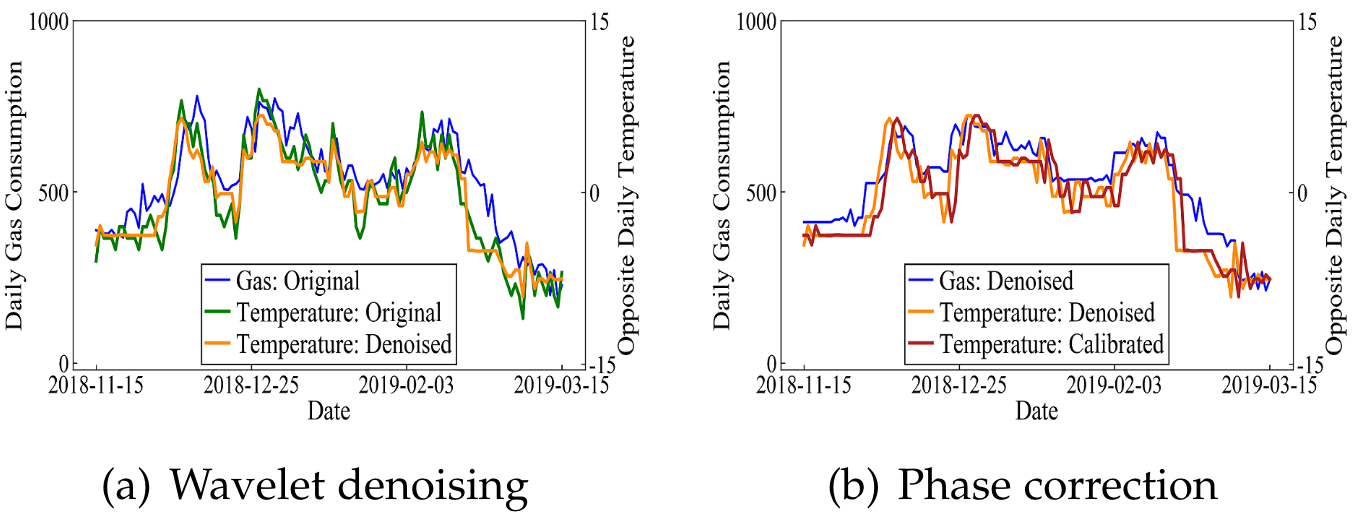 1000
500
0
Daily Gas Consumption
15
0
-15
Opposite Daily Temperature
Gas: Original
Temperature: Original
Temperature: Denoised
2018-11-15 2018-12-25 2019-02-03 2019-03-15
Date
(a) Wavelet denoising
1000
500
0
Daily Gas Consumption
15
0
-15
Opposite Daily Temperature
Gas: Denoised
Temperature: Denoised
Temperature: Calibrated
2018-11-15 2018-12-25 2019-02-03 2019-03-15
Date
(b) Phase correction